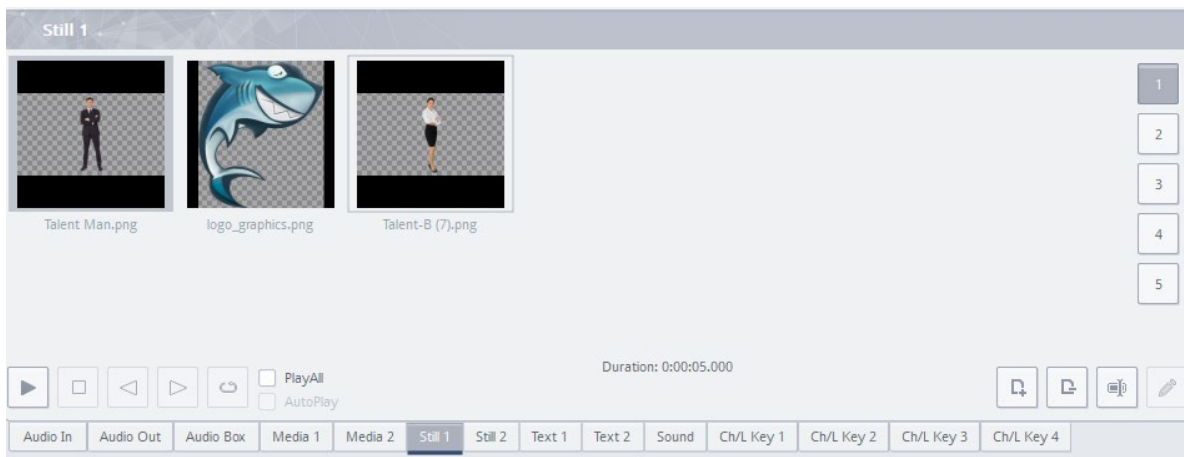 Still 1
Talent Man.png
logo_graphics.png
Talent-B (7).png
1
2
3
4
5
PlayAll
AutoPlay
Duration: 0:00:05.000
Audio In
Audio Out
Audio Box
Media 1
Media 2
Still 1
Still 2
Text 1
Text 2
Sound
Ch/L Key 1
Ch/L Key 2
Ch/L Key 3
Ch/L Key 4